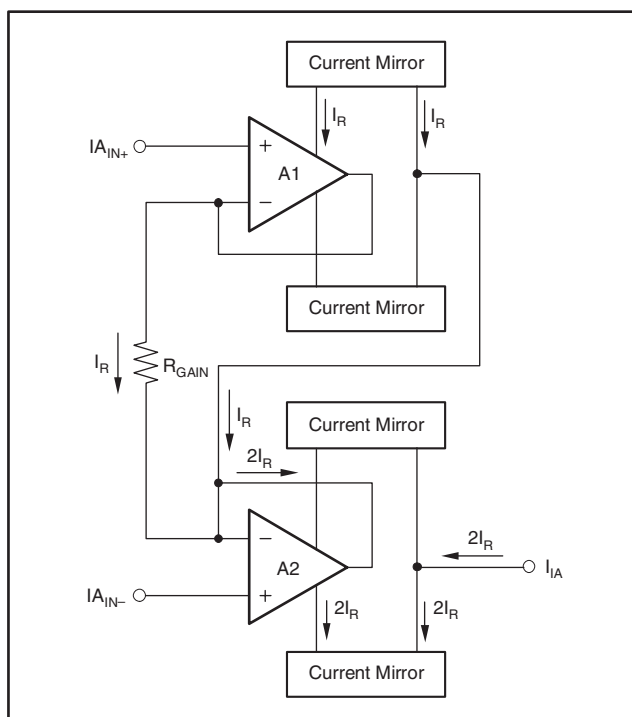 Current Mirror
I_R
I_R
IA_IN+
+
A1
−
Current Mirror
I_R
R_GAIN
I_R
Current Mirror
2I_R
−
2I_R
A2
I_IA
IA_IN−
+
2I_R
2I_R
Current Mirror